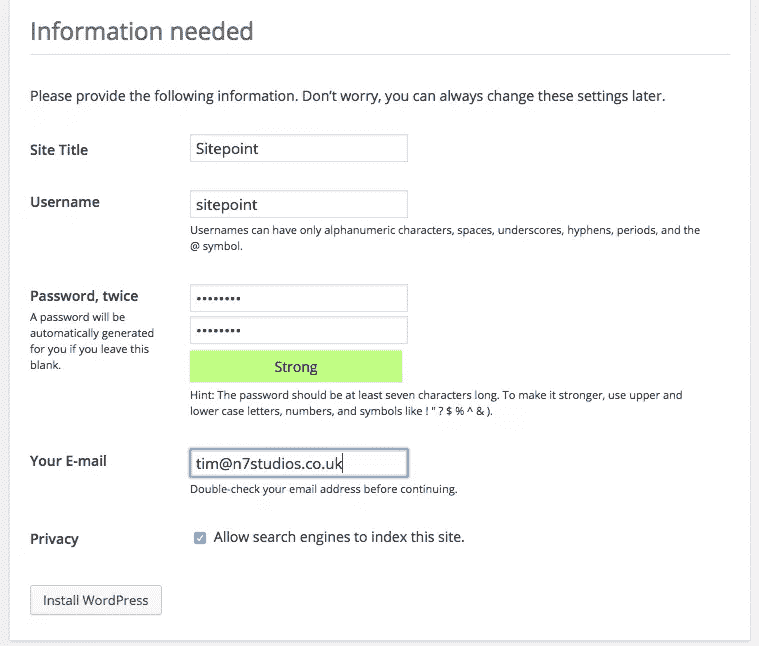 Information needed
Please provide the following information. Don’t worry, you can always change these settings later.
Site Title
Sitepoint
Username
sitepoint
Usernames can have only alphanumeric characters, spaces, underscores, hyphens, periods, and the
@ symbol.
Password, twice
A password will be
automatically generated
for you if you leave this
blank.
••••••••
••••••••
Strong
Hint: The password should be at least seven characters long. To make it stronger, use upper and
lower case letters, numbers, and symbols like ! " ? $ % ^ & ).
Your E-mail
tim@n7studios.co.uk
Double-check your email address before continuing.
Privacy
Allow search engines to index this site.
Install WordPress